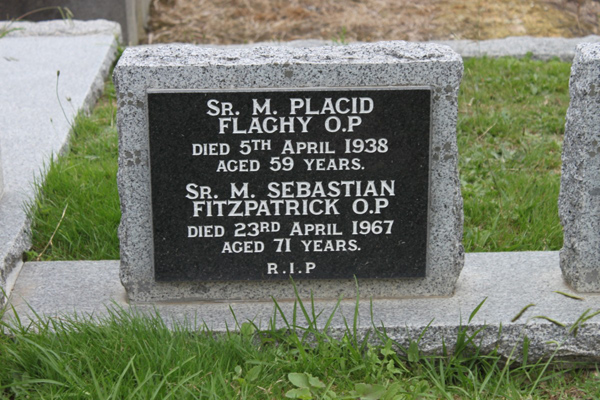 SR. M. PLACID
FLAGHY O.P
DIED 5TH APRIL 1938
AGED 59 YEARS.
SR. M. SEBASTIAN
FITZPATRICK O.P
DIED 23RD APRIL 1967
AGED 71 YEARS.
R.I.P